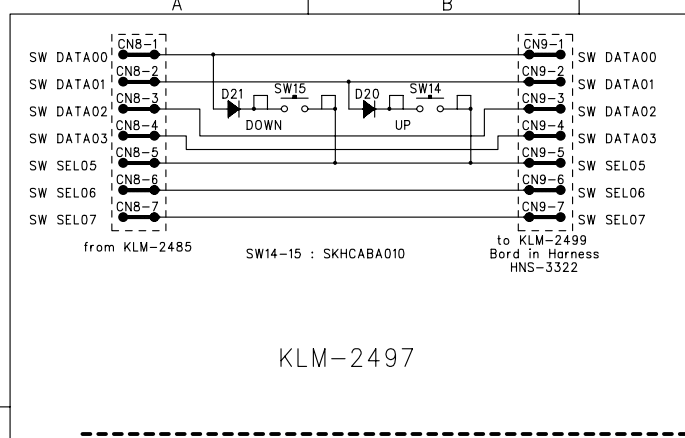 A B
CN8-1 CN9-1
SW DATA00 SW DATA00
CN8-2 CN9-2
SW DATA01 SW DATA01
D21 SW15 D20 SW14
CN8-3 CN9-3
SW DATA02 SW DATA02
DOWN UP
CN8-4 CN9-4
SW DATA03 SW DATA03
CN8-5 CN9-5
SW SEL05 SW SEL05
CN8-6 CN9-6
SW SEL06 SW SEL06
CN8-7 CN9-7
SW SEL07 SW SEL07
from KLM-2485
SW14-15 : SKHCABA010
to KLM-2499
Bord in Harness
HNS-3322
KLM-2497